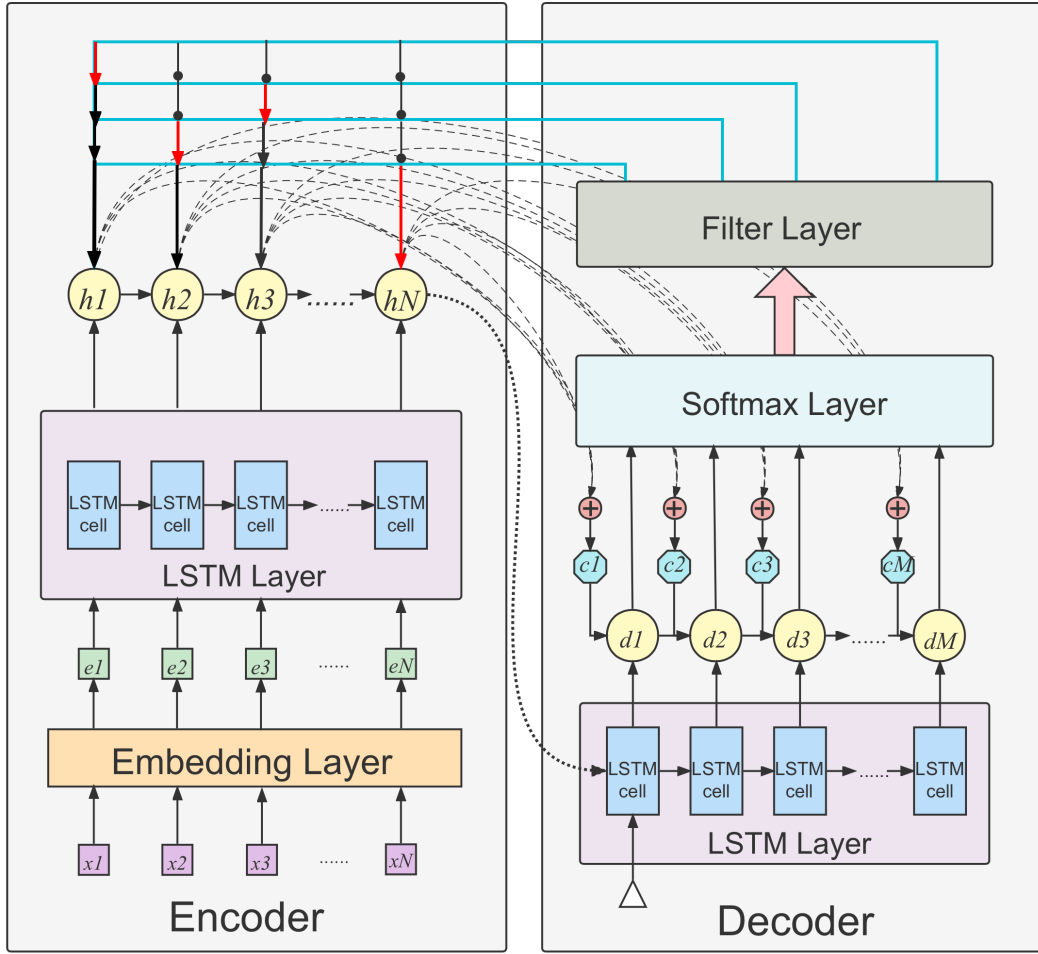 Filter Layer
h1 h2 h3 ...... hN
Softmax Layer
LSTM cell LSTM cell LSTM cell ...... LSTM cell
+ + + +
c1 c2 c3 cM
LSTM Layer
d1 d2 d3 ...... dM
e1 e2 e3 ...... eN
Embedding Layer
LSTM cell LSTM cell LSTM cell ...... LSTM cell
LSTM Layer
x1 x2 x3 ...... xN
Encoder
Decoder